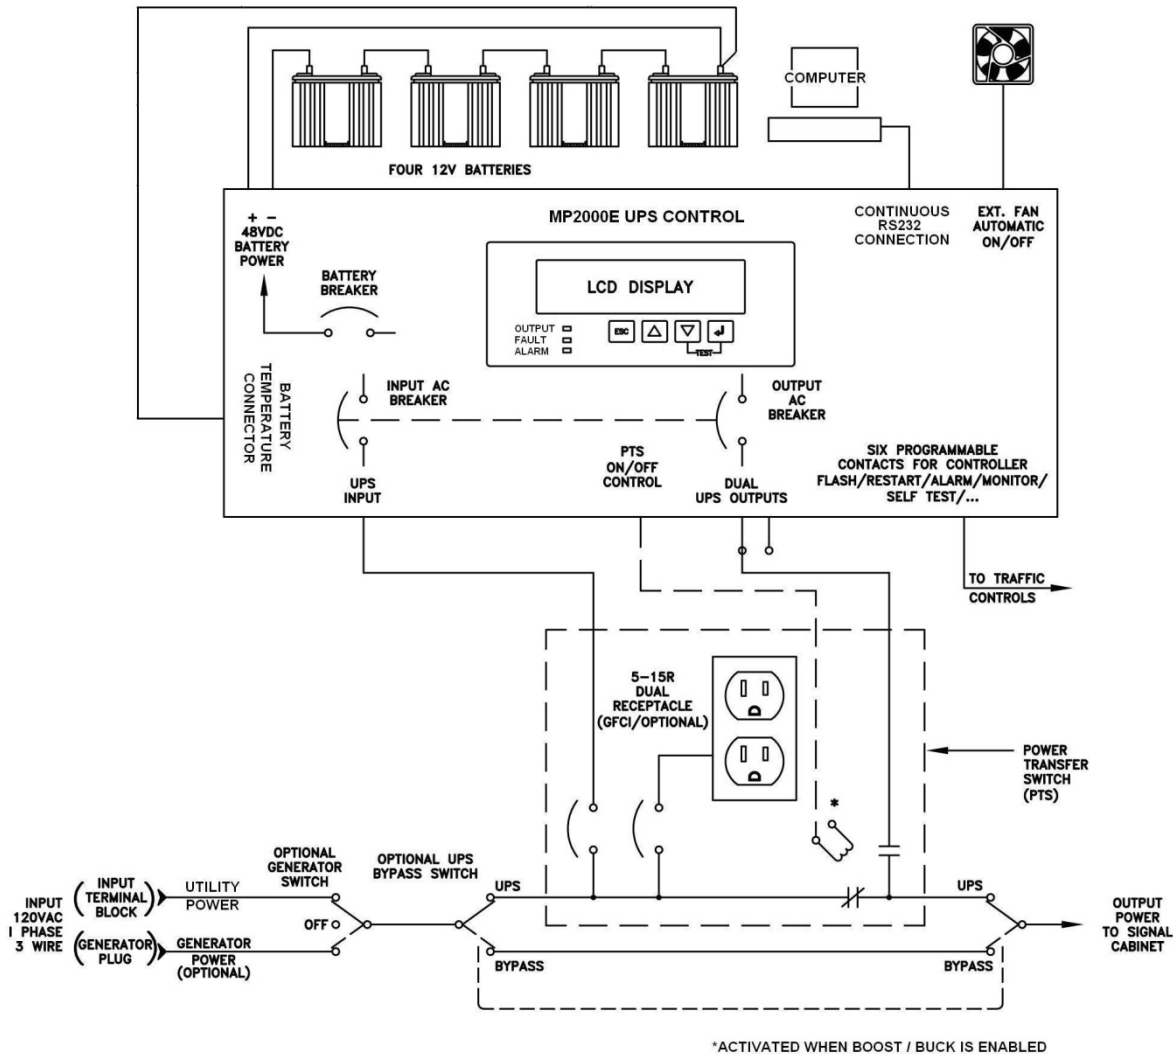 COMPUTER
FOUR 12V BATTERIES
MP2000E UPS CONTROL
CONTINUOUS
RS232
CONNECTION
EXT. FAN
AUTOMATIC
ON/OFF
+ −
48VDC
BATTERY
POWER
BATTERY
BREAKER
LCD DISPLAY
OUTPUT
FAULT
ALARM
ESC
TEST
BATTERY
TEMPERATURE
CONNECTOR
INPUT AC
BREAKER
OUTPUT
AC
BREAKER
UPS
INPUT
PTS
ON/OFF
CONTROL
DUAL
UPS OUTPUTS
SIX PROGRAMMABLE
CONTACTS FOR CONTROLLER
FLASH/RESTART/ALARM/MONITOR/
SELF TEST/...
TO TRAFFIC
CONTROLS
5-15R
DUAL
RECEPTACLE
(GFCI/OPTIONAL)
POWER
TRANSFER
SWITCH
(PTS)
*
OPTIONAL
GENERATOR
SWITCH
OPTIONAL UPS
BYPASS SWITCH
INPUT
120VAC
1 PHASE
3 WIRE
(INPUT
TERMINAL
BLOCK)
UTILITY
POWER
OFF
(GENERATOR
PLUG)
GENERATOR
POWER
(OPTIONAL)
UPS
BYPASS
UPS
BYPASS
OUTPUT
POWER
TO SIGNAL
CABINET
*ACTIVATED WHEN BOOST / BUCK IS ENABLED